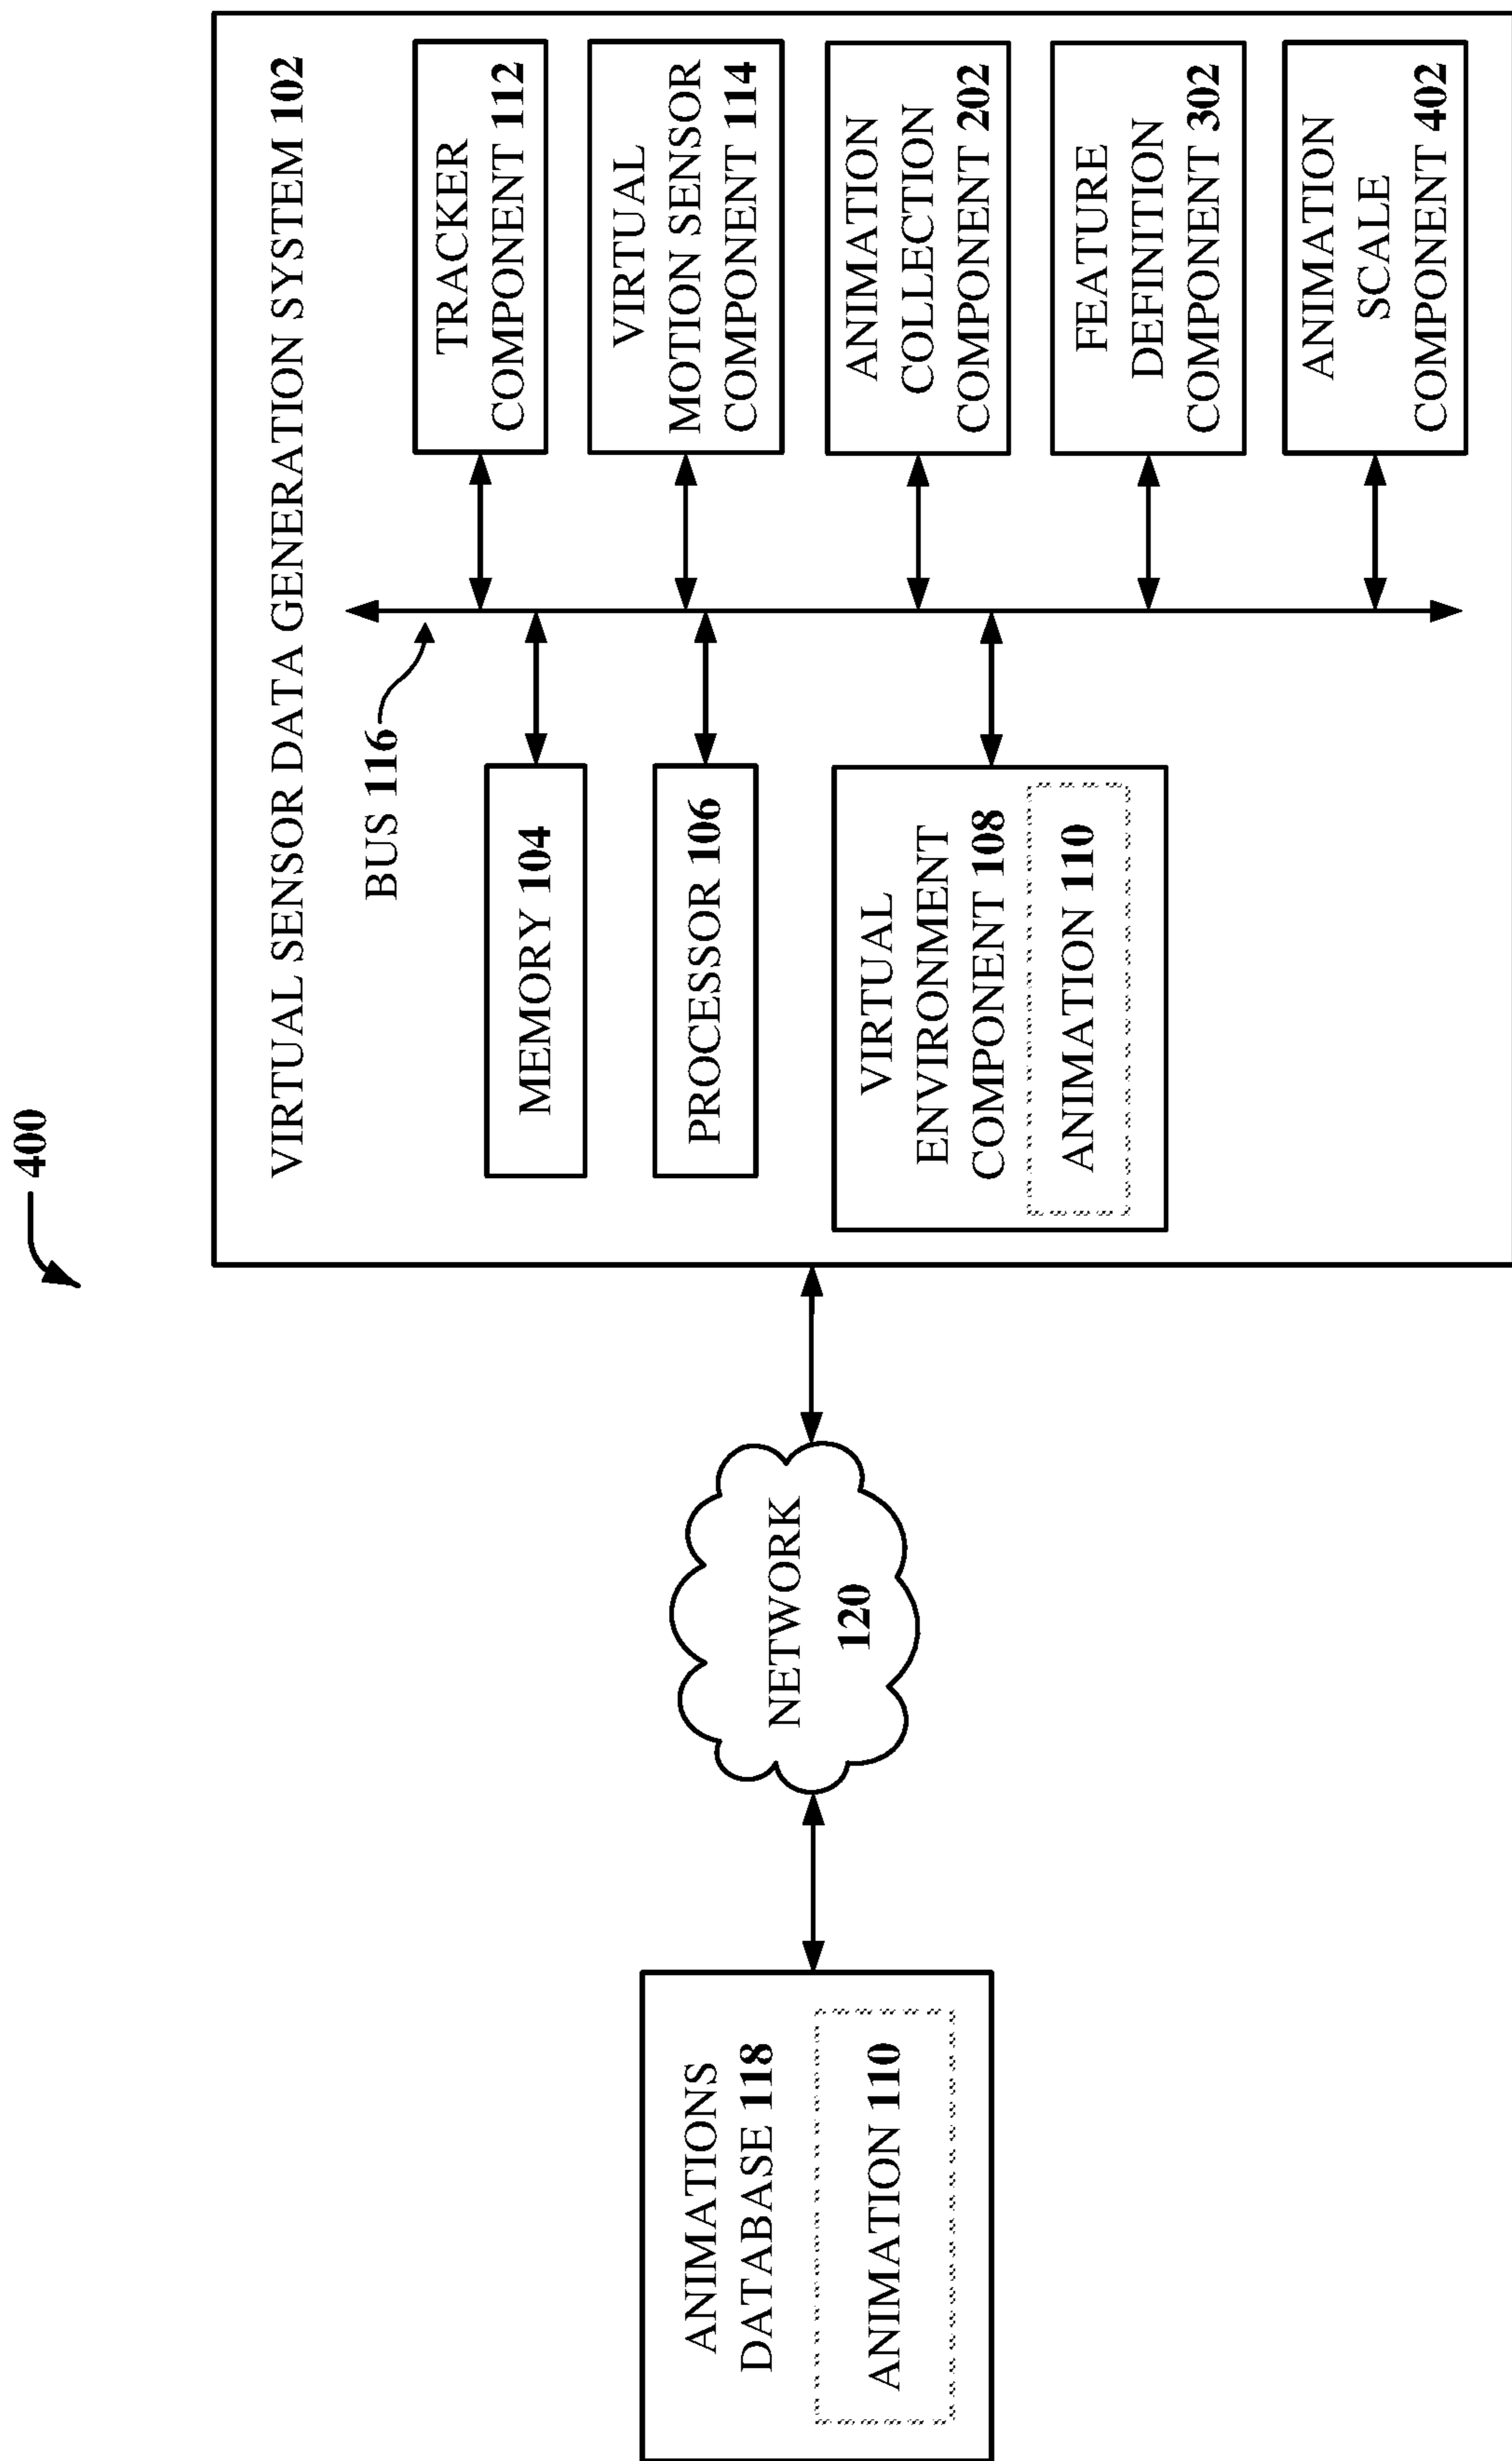 400
VIRTUAL SENSOR DATA GENERATION SYSTEM 102
BUS 116
MEMORY 104
PROCESSOR 106
VIRTUAL
ENVIRONMENT
COMPONENT 108
ANIMATION 110
TRACKER
COMPONENT 112
VIRTUAL
MOTION SENSOR
COMPONENT 114
ANIMATION
COLLECTION
COMPONENT 202
FEATURE
DEFINITION
COMPONENT 302
ANIMATION
SCALE
COMPONENT 402
NETWORK
120
ANIMATIONS
DATABASE 118
ANIMATION 110